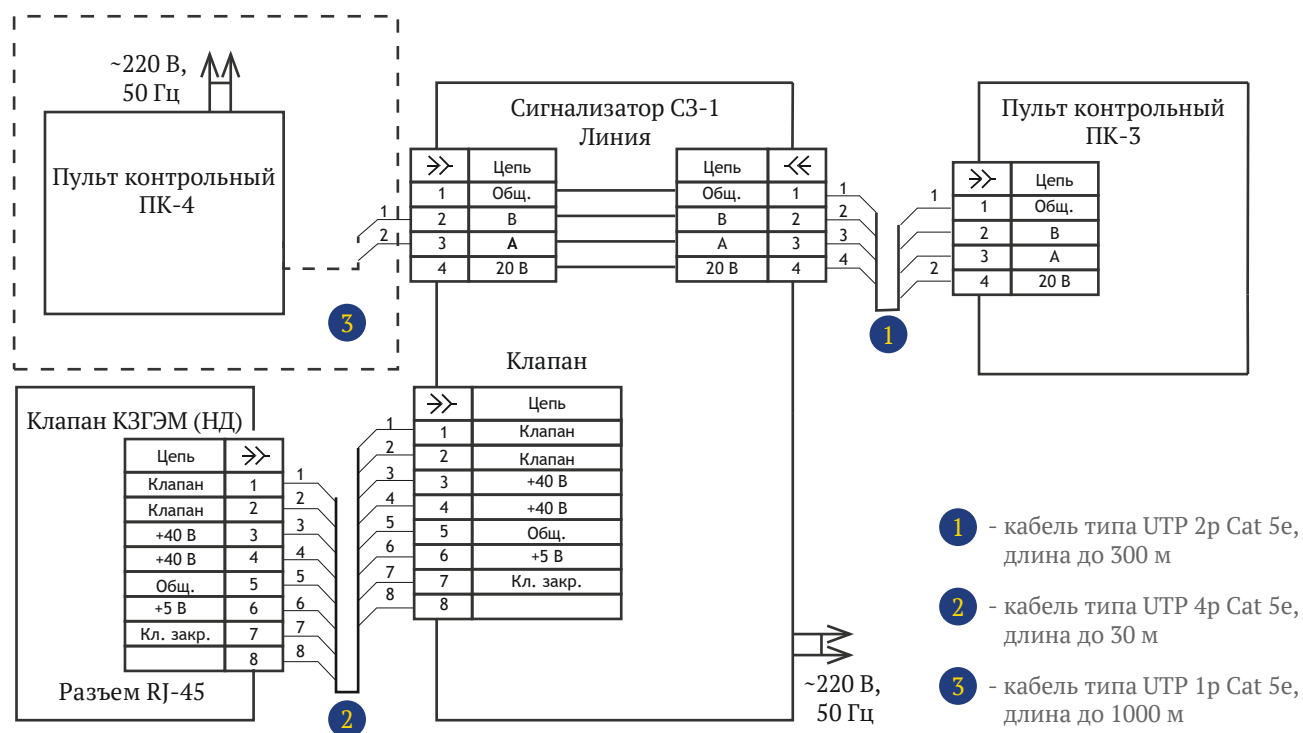 ~220 В,
50 Гц
Пульт контрольный
ПК-4
1
2
3
Сигнализатор СЗ-1
Линия
Цепь
1 Общ.
2 В
3 А
4 20 В
Цепь
Общ. 1
В 2
А 3
20 В 4
1
2
3
4
1
1
2
Пульт контрольный
ПК-3
Цепь
1 Общ.
2 В
3 А
4 20 В
Клапан КЗГЭМ (НД)
Цепь
Клапан 1
Клапан 2
+40 В 3
+40 В 4
Общ. 5
+5 В 6
Кл. закр. 7
8
Разъем RJ-45
1
2
3
4
5
6
7
8
2
1
2
3
4
5
6
7
8
Клапан
Цепь
1 Клапан
2 Клапан
3 +40 В
4 +40 В
5 Общ.
6 +5 В
7 Кл. закр.
8
~220 В,
50 Гц
1 - кабель типа UTP 2p Cat 5e,
длина до 300 м
2 - кабель типа UTP 4p Cat 5e,
длина до 30 м
3 - кабель типа UTP 1p Cat 5e,
длина до 1000 м